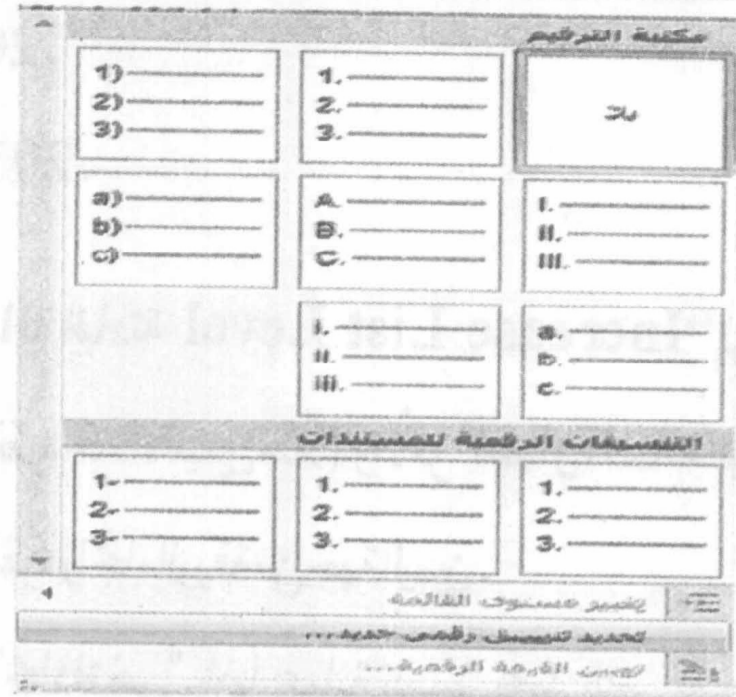 مكتبة الترقيم
بلا
1. 2. 3.
1) 2) 3)
I. II. III.
A. B. C.
a) b) c)
a. b. c.
i. ii. iii.
التنسيقات الرقمية للمستندات
1. 2. 3.
1. 2. 3.
1- 2- 3-
تغيير مستوى القائمة
تحديد تنسيق رقمي جديد...
تعيين القيمة الرقمية...